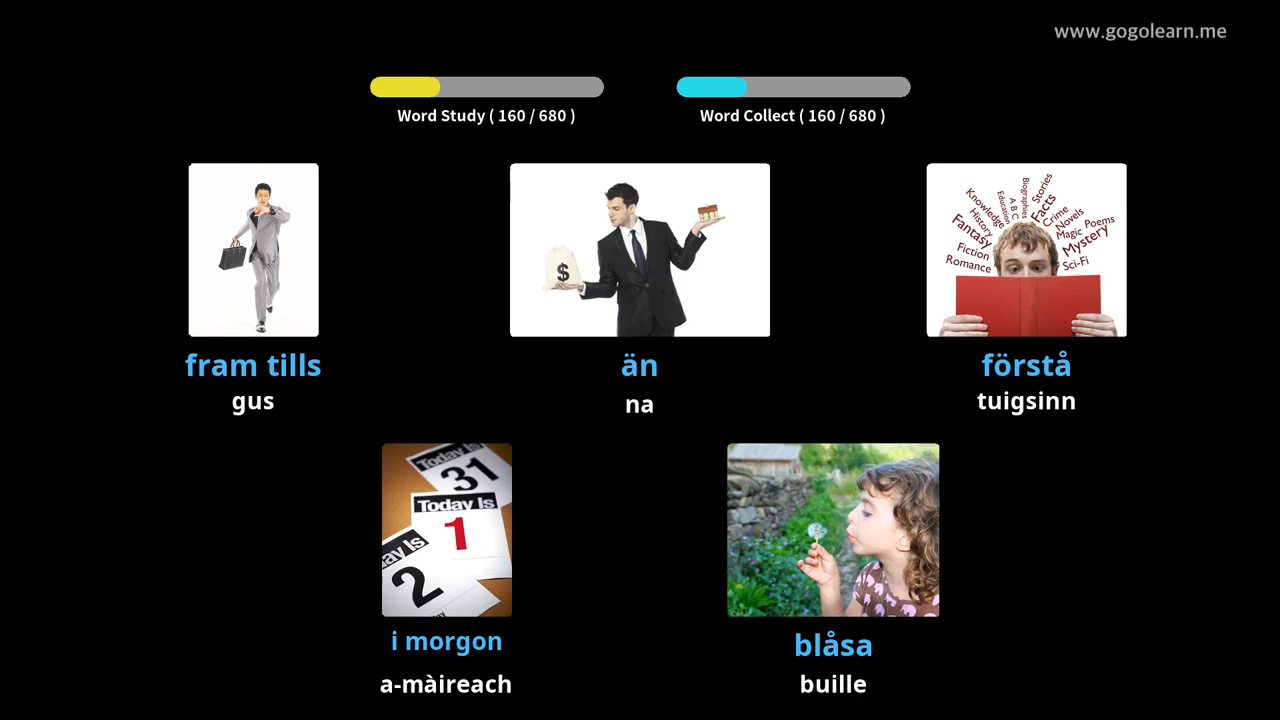 www.gogolearn.me
Word Study ( 160 / 680 )
Word Collect ( 160 / 680 )
Knowledge
History
Fantasy
Fiction
Romance
Education
A B C
Biographies
Stories
Facts
Crime
Novels
Magic
Poems
Mystery
Sci-Fi
fram tills
gus
än
na
förstå
tuigsinn
Today Is
31
Today Is
1
ay Is
2
$
i morgon
a-màireach
blåsa
buille